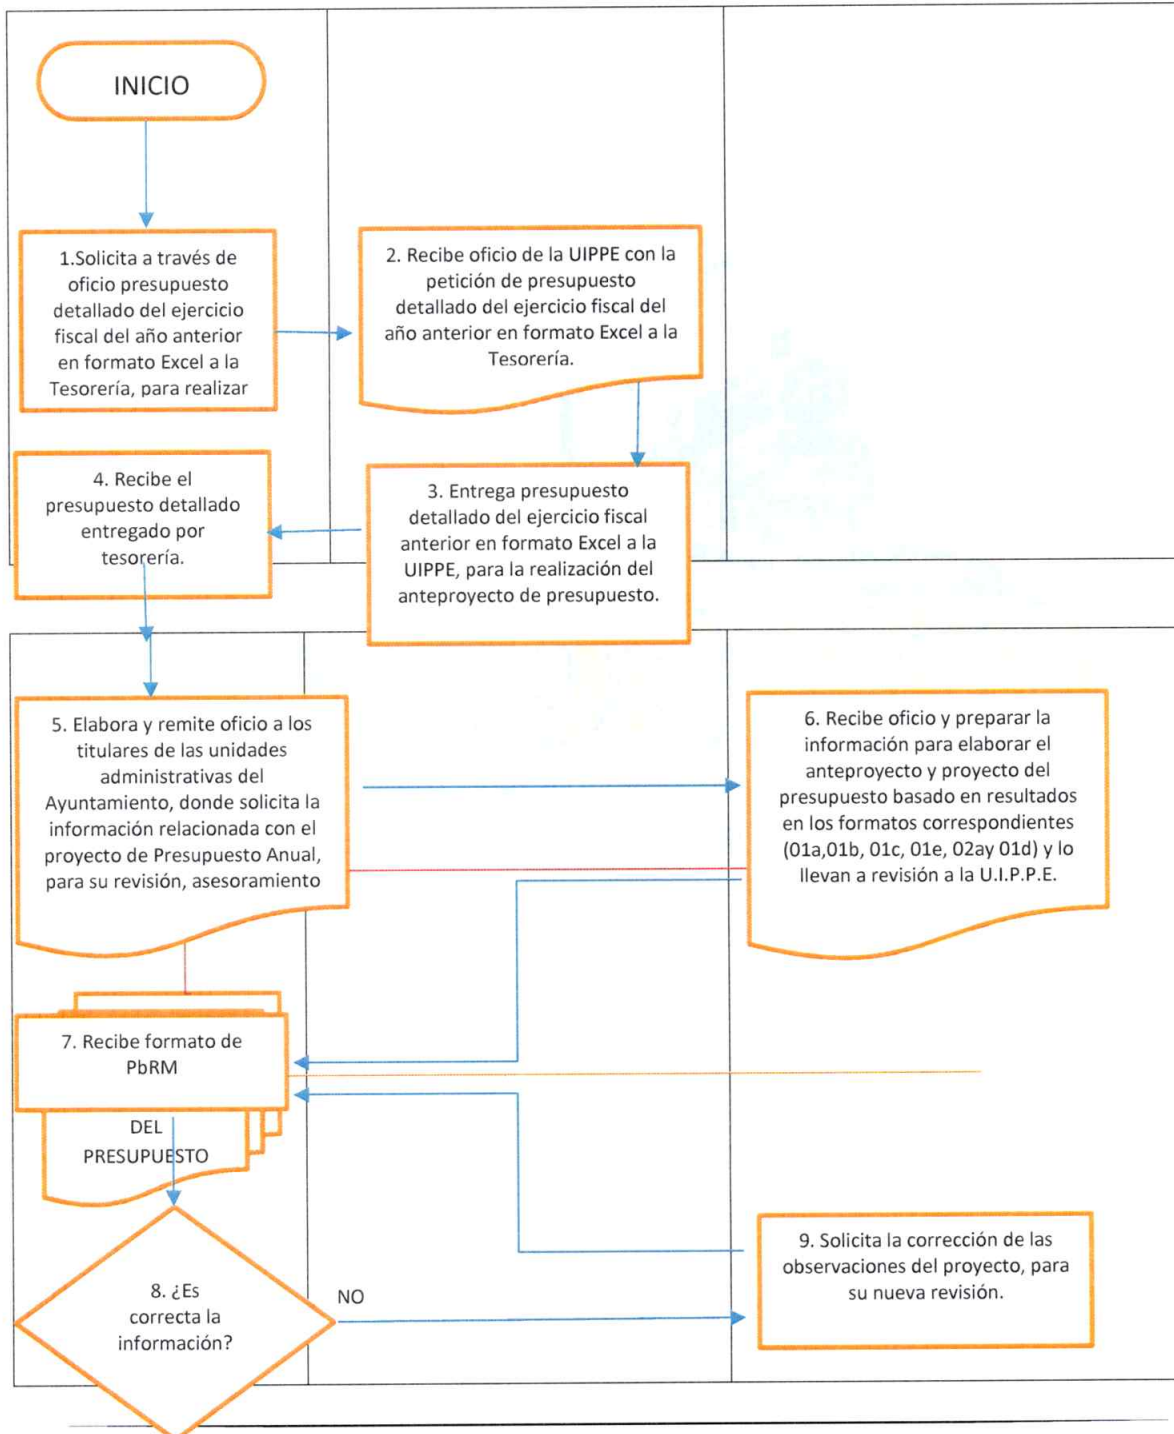 INICIO
1.Solicita a través de
oficio presupuesto
detallado del ejercicio
fiscal del año anterior
en formato Excel a la
Tesorería, para realizar
2. Recibe oficio de la UIPPE con la
petición de presupuesto
detallado del ejercicio fiscal del
año anterior en formato Excel a la
Tesorería.
3. Entrega presupuesto
detallado del ejercicio fiscal
anterior en formato Excel a la
UIPPE, para la realización del
anteproyecto de presupuesto.
4. Recibe el
presupuesto detallado
entregado por
tesorería.
5. Elabora y remite oficio a los
titulares de las unidades
administrativas del
Ayuntamiento, donde solicita la
información relacionada con el
proyecto de Presupuesto Anual,
para su revisión, asesoramiento
6. Recibe oficio y preparar la
información para elaborar el
anteproyecto y proyecto del
presupuesto basado en resultados
en los formatos correspondientes
(01a,01b, 01c, 01e, 02ay 01d) y lo
llevan a revisión a la U.I.P.P.E.
7. Recibe formato de
PbRM
DEL
PRESUPUESTO
8. ¿Es
correcta la
información?
NO
9. Solicita la corrección de las
observaciones del proyecto, para
su nueva revisión.